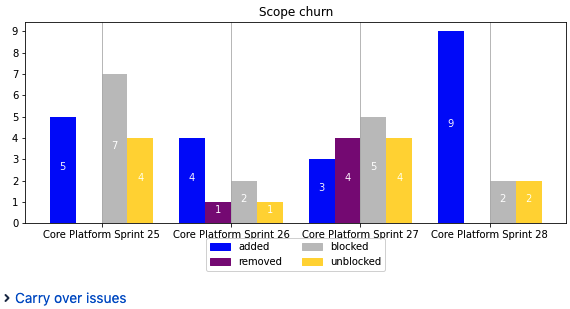 Scope churn
9
8
7
6
5
4
3
2
1
0
5 7 4
4 1 2 1
3 4 5 4
9 2 2
Core Platform Sprint 25 Core Platform Sprint 26 Core Platform Sprint 27 Core Platform Sprint 28
added blocked
removed unblocked
Carry over issues